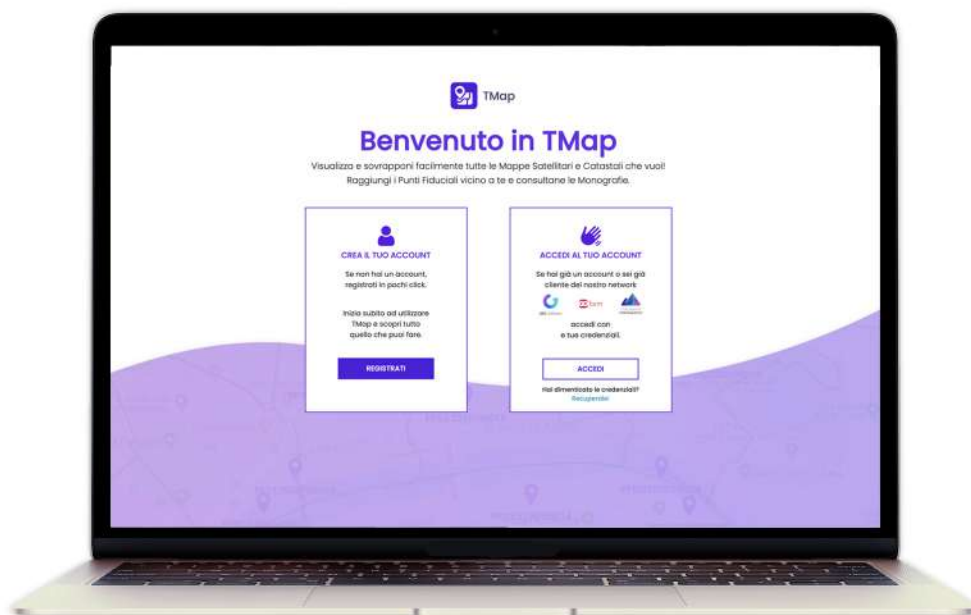 TMap
Benvenuto in TMap
Visualizza e sovrapponi facilmente tutte le Mappe Satellitari e Catastali che vuoi!
Raggiungi i Punti Fiduciali vicino a te e consultane le Monografie.
CREA IL TUO ACCOUNT
Se non hai un account,
registrati in pochi click.
Inizia subito ad utilizzare
TMap e scopri tutto
quello che puoi fare.
REGISTRATI
ACCEDI AL TUO ACCOUNT
Se hai già un account o sei già
cliente del nostro network
accedi con
e tue credenziali.
ACCEDI
Hai dimenticato le credenziali?
Recuperale!